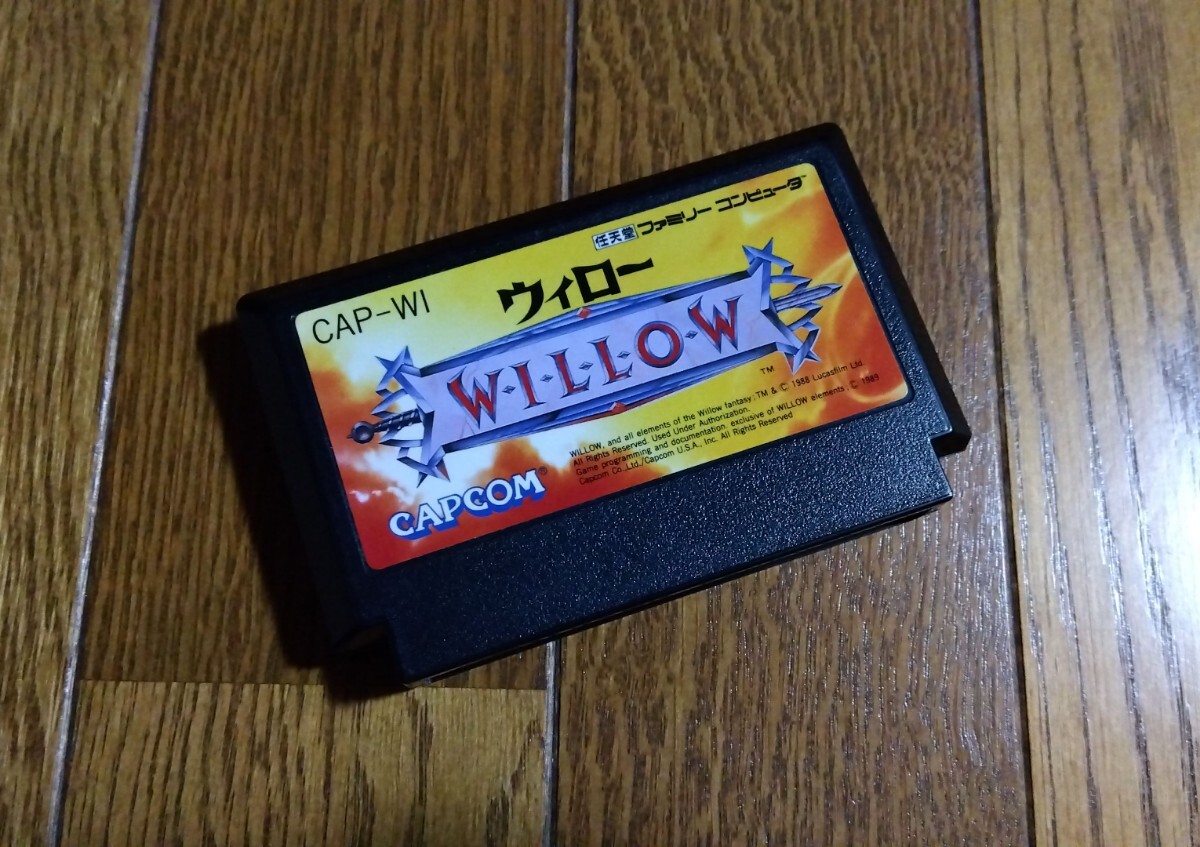 任天堂 ファミリー コンピュータ™
CAP-WI
ウィロー
W·I·L·L·O·W
™
WILLOW, and all elements of the Willow fantasy: TM & © 1988 Lucasfilm Ltd.
All Rights Reserved. Used Under Authorization.
Game programming and documentation, exclusive of WILLOW elements: © 1989
Capcom Co., Ltd./Capcom U.S.A., Inc. All Rights Reserved
CAPCOM®